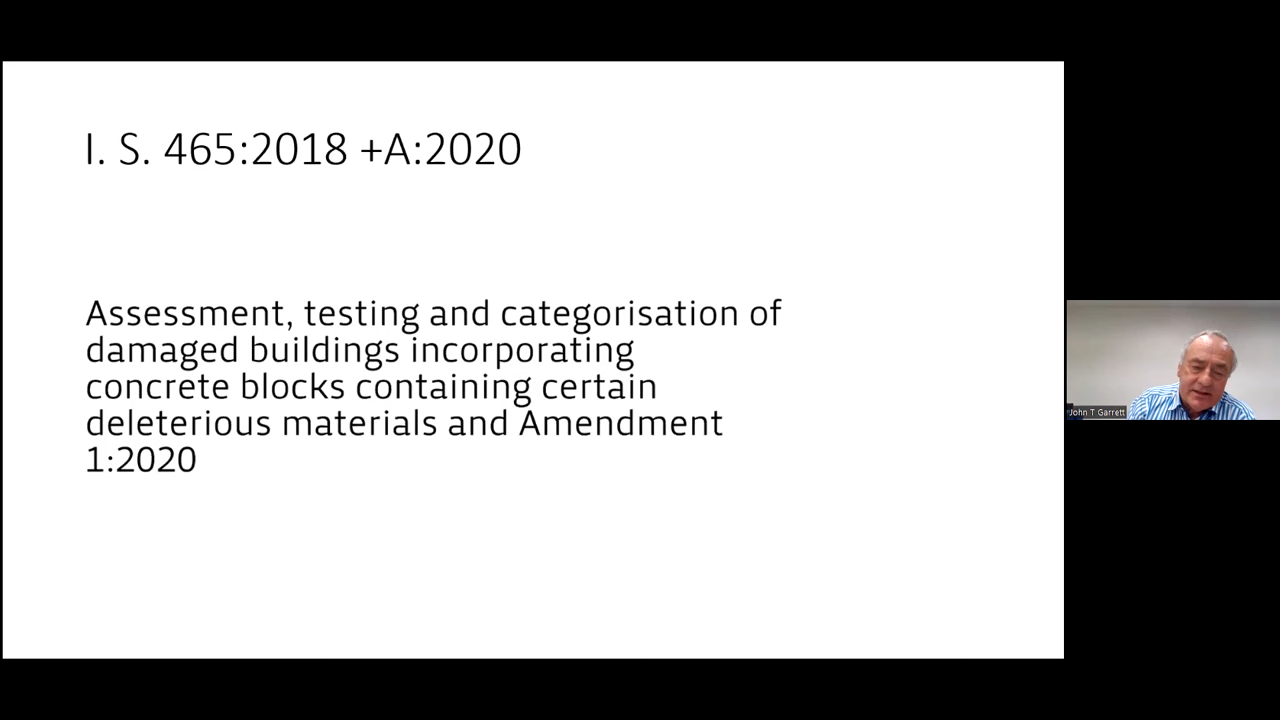 I. S. 465:2018 +A:2020
Assessment, testing and categorisation of
damaged buildings incorporating
concrete blocks containing certain
deleterious materials and Amendment
1:2020
John T Garrett